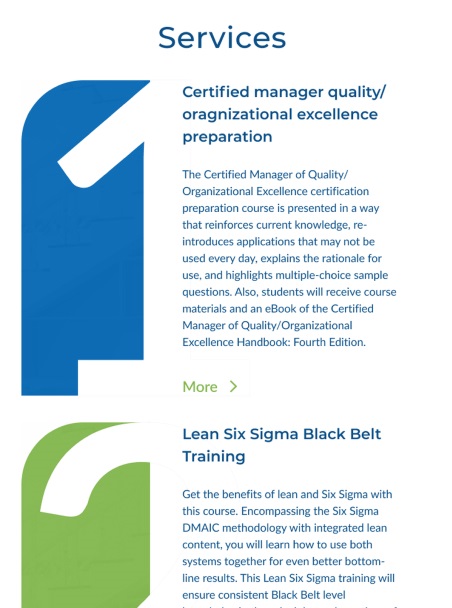 Services
Certified manager quality/
oragnizational excellence
preparation
The Certified Manager of Quality/
Organizational Excellence certification
preparation course is presented in a way
that reinforces current knowledge, re-
introduces applications that may not be
used every day, explains the rationale for
use, and highlights multiple-choice sample
questions. Also, students will receive course
materials and an eBook of the Certified
Manager of Quality/Organizational
Excellence Handbook: Fourth Edition.
More
Lean Six Sigma Black Belt
Training
Get the benefits of lean and Six Sigma with
this course. Encompassing the Six Sigma
DMAIC methodology with integrated lean
content, you will learn how to use both
systems together for even better bottom-
line results. This Lean Six Sigma training will
ensure consistent Black Belt level